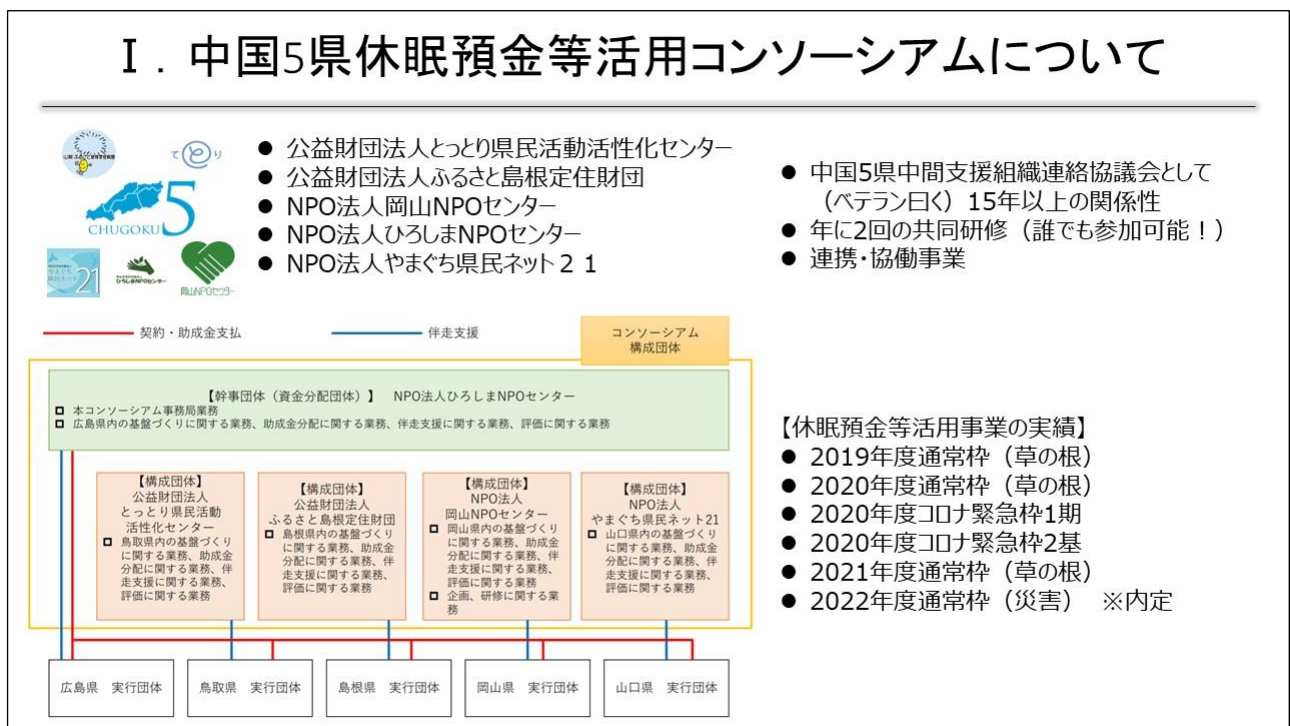 Ⅰ．中国5県休眠預金等活用コンソーシアムについて
てとり
CHUGOKU 5
やまぐち
県民ネット
21
ひろしまNPOセンター
岡山NPOセンター
● 公益財団法人とっとり県民活動活性化センター
● 公益財団法人ふるさと島根定住財団
● NPO法人岡山NPOセンター
● NPO法人ひろしまNPOセンター
● NPO法人やまぐち県民ネット２１
● 中国5県中間支援組織連絡協議会として
（ベテラン曰く）15年以上の関係性
● 年に2回の共同研修（誰でも参加可能！）
● 連携・協働事業
契約・助成金支払
伴走支援
コンソーシアム
構成団体
【幹事団体（資金分配団体）】　NPO法人ひろしまNPOセンター
本コンソーシアム事務局業務
広島県内の基盤づくりに関する業務、助成金分配に関する業務、伴走支援に関する業務、評価に関する業務
【構成団体】
公益財団法人
とっとり県民活動
活性化センター
鳥取県内の基盤づくり
に関する業務、助成金
分配に関する業務、伴
走支援に関する業務、
評価に関する業務
【構成団体】
公益財団法人
ふるさと島根定住財団
島根県内の基盤づくり
に関する業務、助成金
分配に関する業務、伴
走支援に関する業務、
評価に関する業務
【構成団体】
NPO法人
岡山NPOセンター
岡山県内の基盤づくり
に関する業務、助成金
分配に関する業務、伴
走支援に関する業務、
評価に関する業務
企画、研修に関する業
務
【構成団体】
NPO法人
やまぐち県民ネット21
山口県内の基盤づくり
に関する業務、助成金
分配に関する業務、伴
走支援に関する業務、
評価に関する業務
広島県　実行団体
鳥取県　実行団体
島根県　実行団体
岡山県　実行団体
山口県　実行団体
【休眠預金等活用事業の実績】
● 2019年度通常枠（草の根）
● 2020年度通常枠（草の根）
● 2020年度コロナ緊急枠1期
● 2020年度コロナ緊急枠2基
● 2021年度通常枠（草の根）
● 2022年度通常枠（災害）　※内定